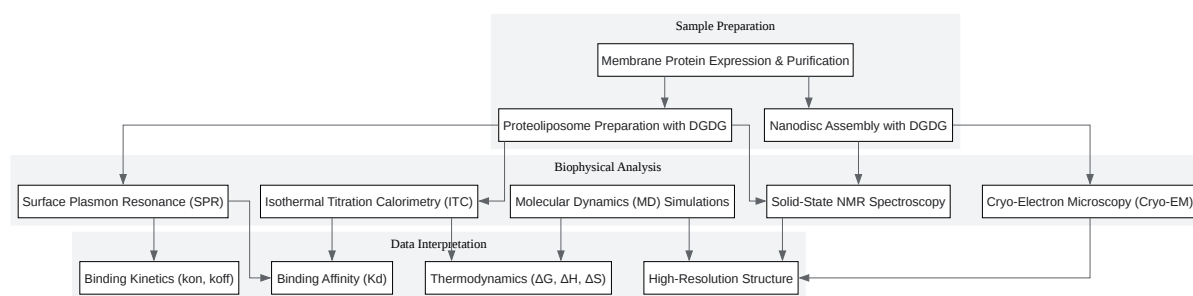 Sample Preparation
Membrane Protein Expression & Purification
Proteoliposome Preparation with DGDG
Nanodisc Assembly with DGDG
Biophysical Analysis
Surface Plasmon Resonance (SPR)
Isothermal Titration Calorimetry (ITC)
Molecular Dynamics (MD) Simulations
Solid-State NMR Spectroscopy
Cryo-Electron Microscopy (Cryo-EM)
Data Interpretation
Binding Kinetics (kon, koff)
Binding Affinity (Kd)
Thermodynamics (ΔG, ΔH, ΔS)
High-Resolution Structure